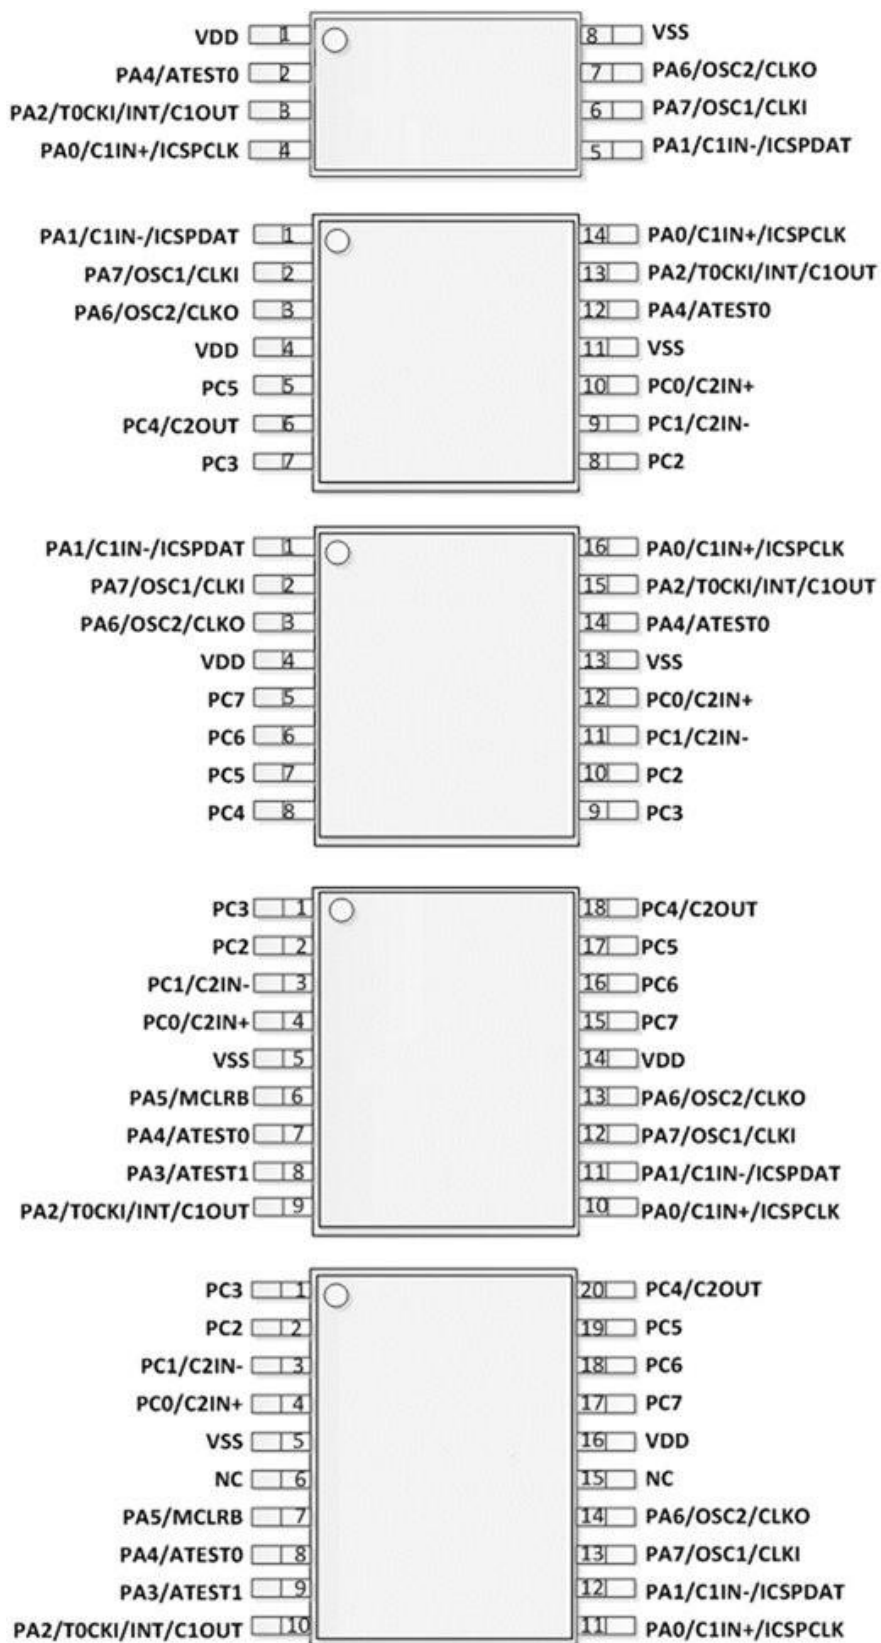 VDD 1 8 VSS
PA4/ATEST0 2 7 PA6/OSC2/CLKO
PA2/T0CKI/INT/C1OUT 3 6 PA7/OSC1/CLKI
PA0/C1IN+/ICSPCLK 4 5 PA1/C1IN-/ICSPDAT
PA1/C1IN-/ICSPDAT 1 14 PA0/C1IN+/ICSPCLK
PA7/OSC1/CLKI 2 13 PA2/T0CKI/INT/C1OUT
PA6/OSC2/CLKO 3 12 PA4/ATEST0
VDD 4 11 VSS
PC5 5 10 PC0/C2IN+
PC4/C2OUT 6 9 PC1/C2IN-
PC3 7 8 PC2
PA1/C1IN-/ICSPDAT 1 16 PA0/C1IN+/ICSPCLK
PA7/OSC1/CLKI 2 15 PA2/T0CKI/INT/C1OUT
PA6/OSC2/CLKO 3 14 PA4/ATEST0
VDD 4 13 VSS
PC7 5 12 PC0/C2IN+
PC6 6 11 PC1/C2IN-
PC5 7 10 PC2
PC4 8 9 PC3
PC3 1 18 PC4/C2OUT
PC2 2 17 PC5
PC1/C2IN- 3 16 PC6
PC0/C2IN+ 4 15 PC7
VSS 5 14 VDD
PA5/MCLRB 6 13 PA6/OSC2/CLKO
PA4/ATEST0 7 12 PA7/OSC1/CLKI
PA3/ATEST1 8 11 PA1/C1IN-/ICSPDAT
PA2/T0CKI/INT/C1OUT 9 10 PA0/C1IN+/ICSPCLK
PC3 1 20 PC4/C2OUT
PC2 2 19 PC5
PC1/C2IN- 3 18 PC6
PC0/C2IN+ 4 17 PC7
VSS 5 16 VDD
NC 6 15 NC
PA5/MCLRB 7 14 PA6/OSC2/CLKO
PA4/ATEST0 8 13 PA7/OSC1/CLKI
PA3/ATEST1 9 12 PA1/C1IN-/ICSPDAT
PA2/T0CKI/INT/C1OUT 10 11 PA0/C1IN+/ICSPCLK